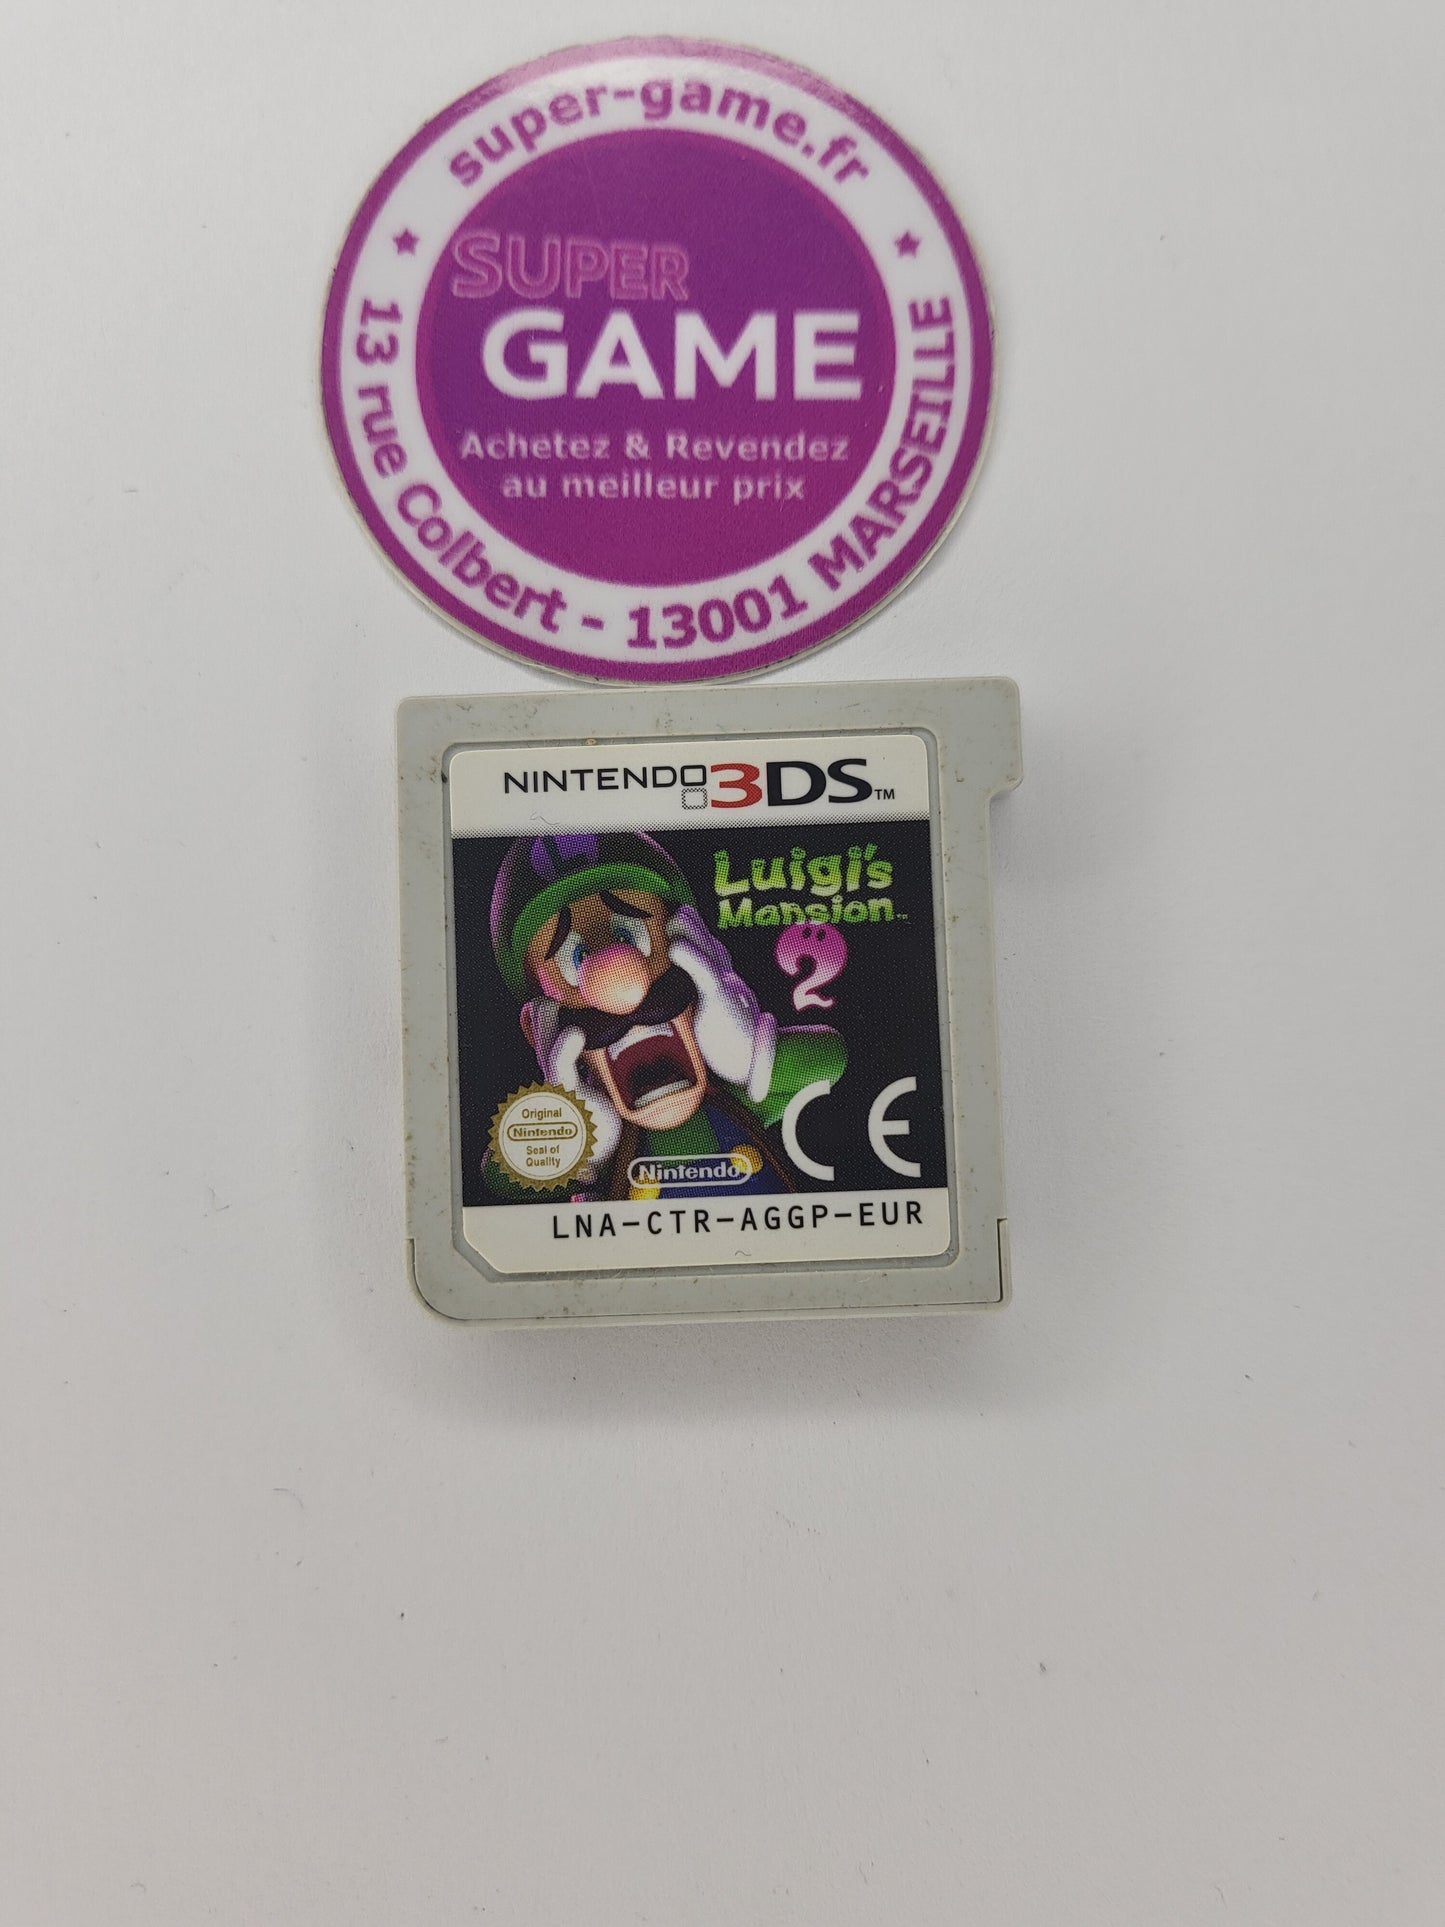 super-game.fr
SUPER
GAME
Achetez & Revendez
au meilleur prix
13 rue Colbert - 13001 MARSEILLE
NINTENDO 3DS™
Luigi's
Mansion™
2
Original
Nintendo
Seal of
Quality
Nintendo
CE
LNA-CTR-AGGP-EUR